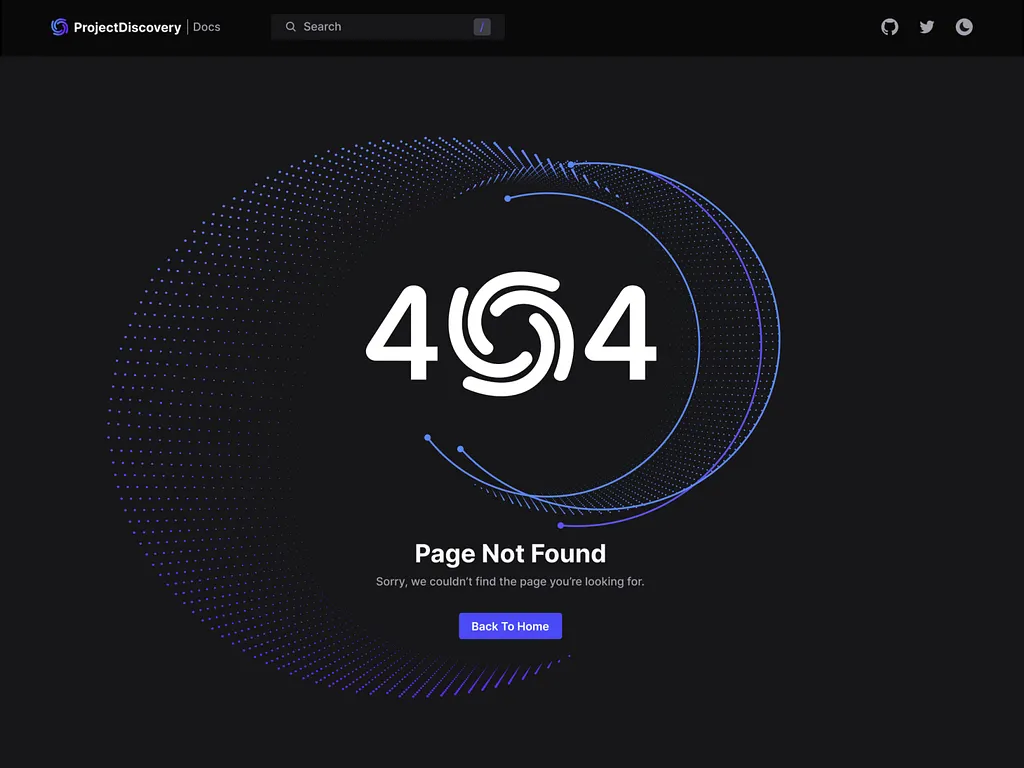 ProjectDiscovery | Docs
Search
/
404
Page Not Found
Sorry, we couldn’t find the page you’re looking for.
Back To Home